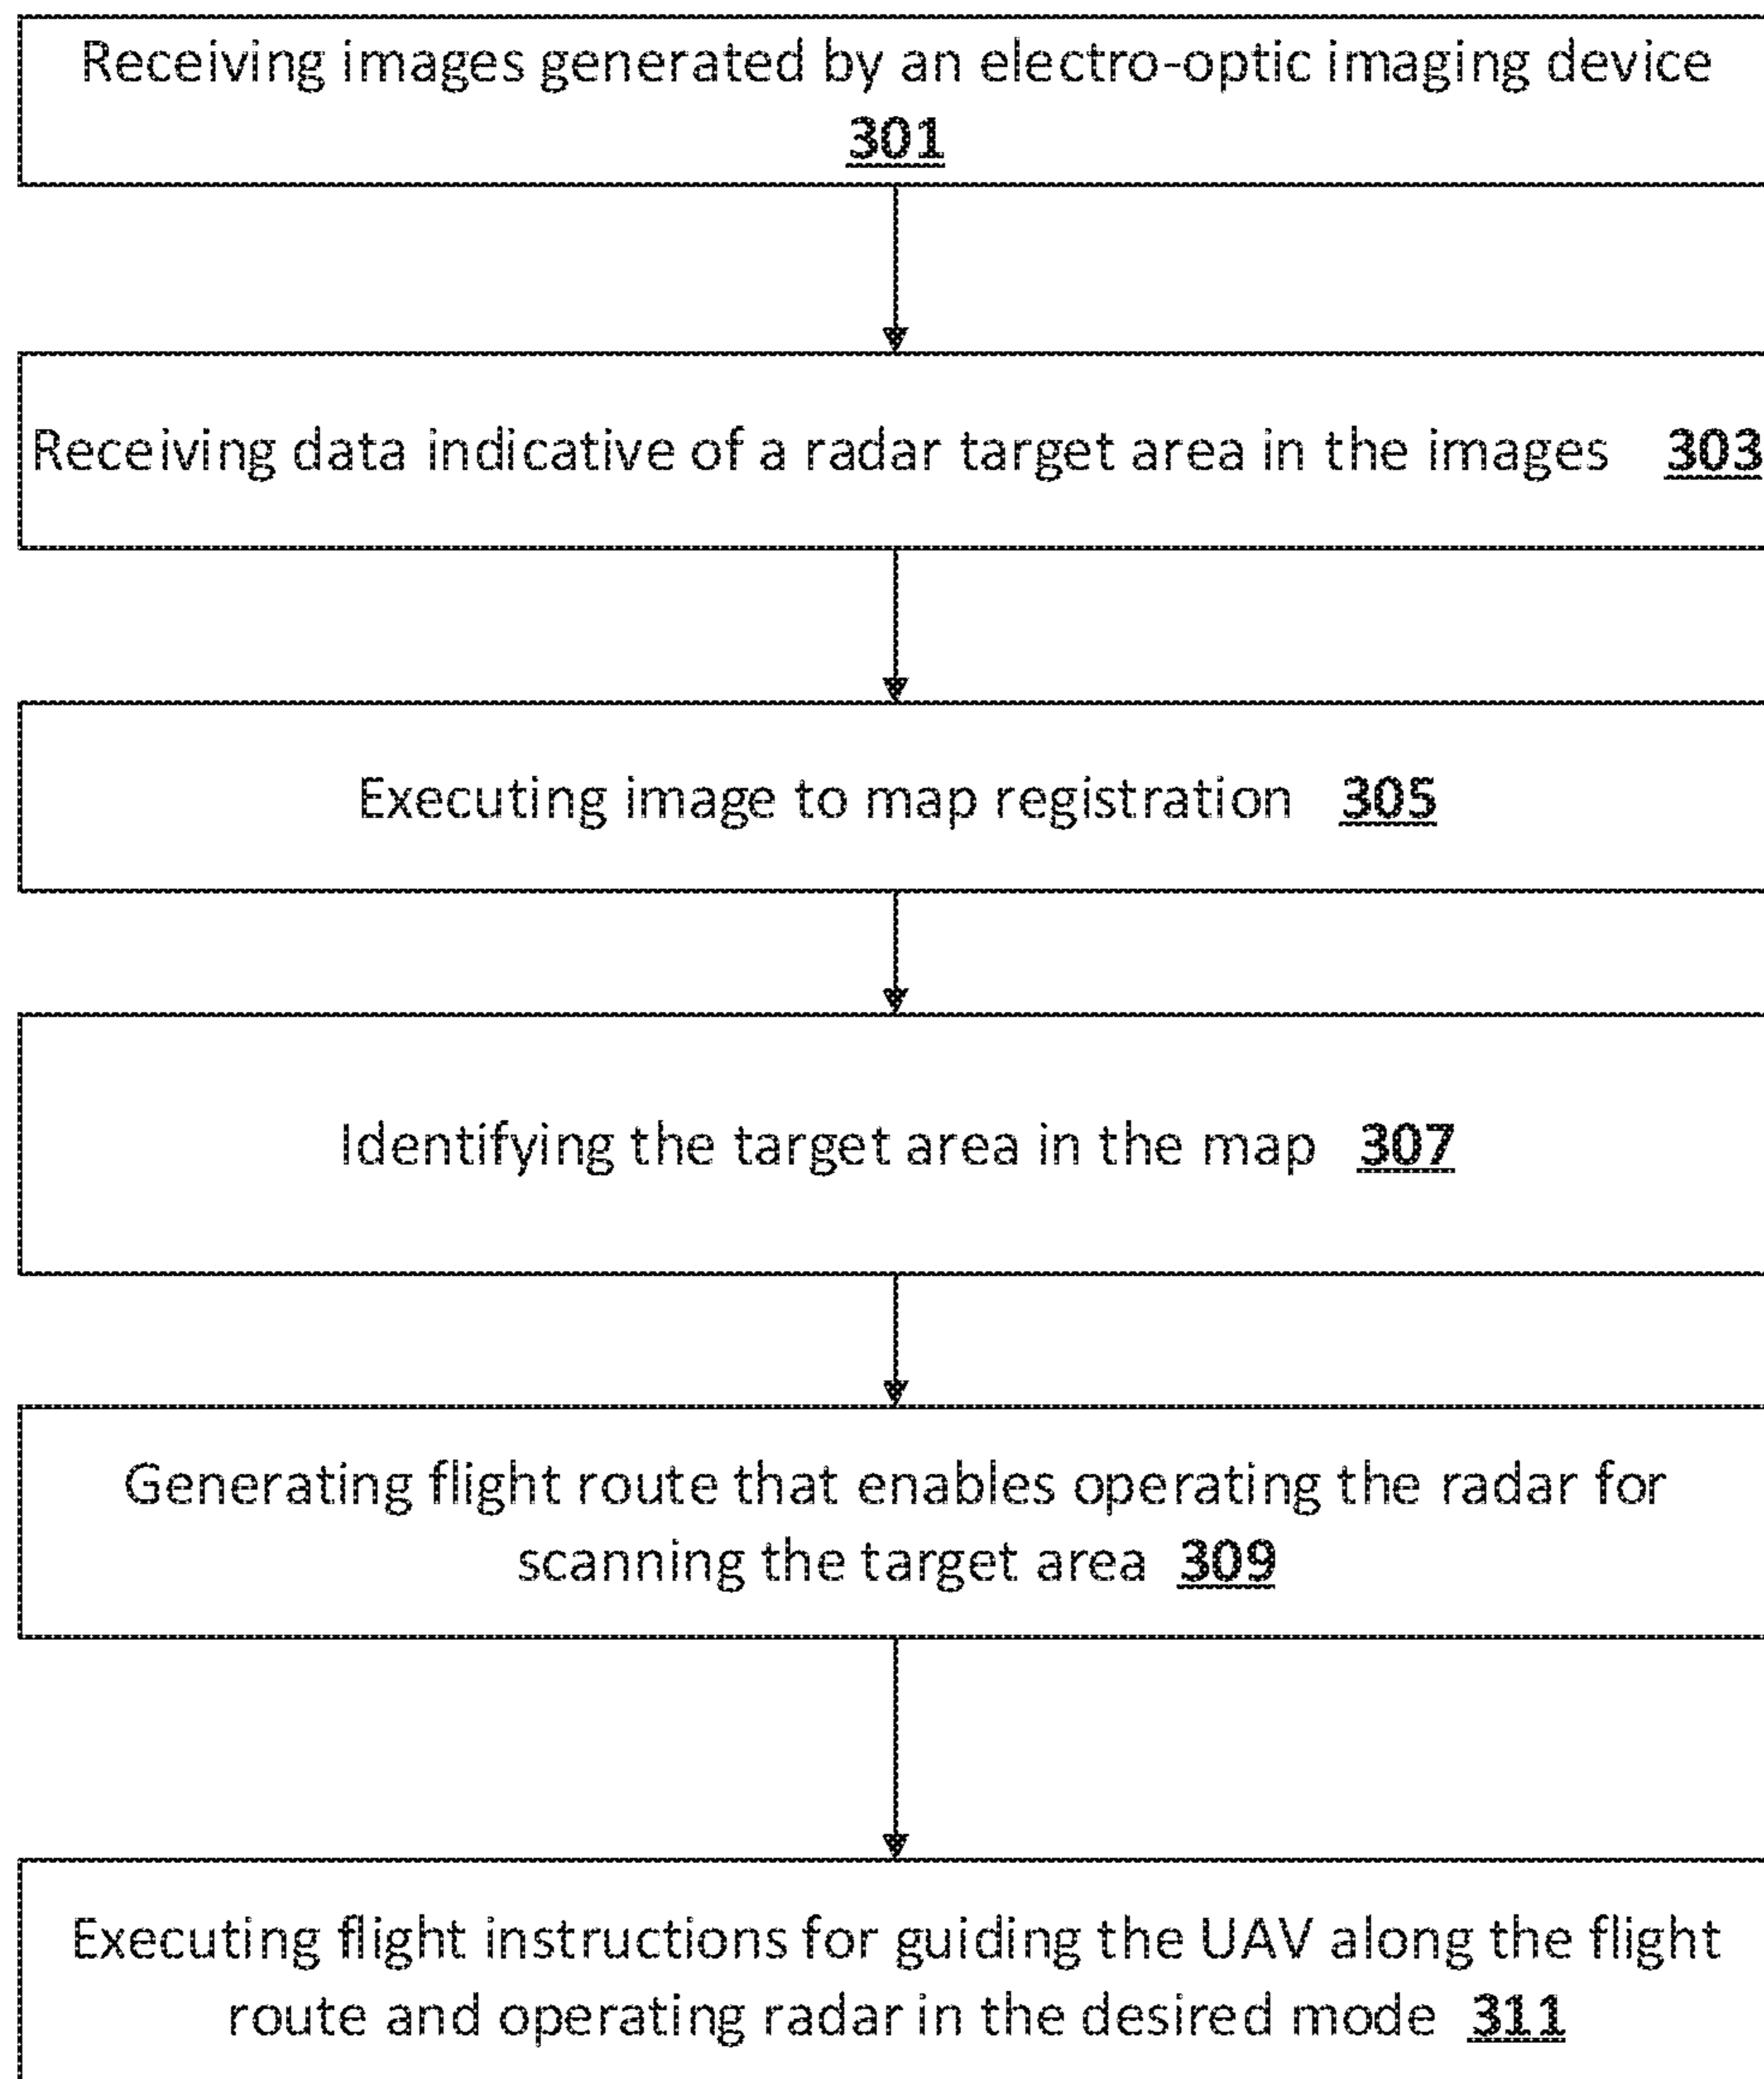 Receiving images generated by an electro-optic imaging device
301
Receiving data indicative of a radar target area in the images 303
Executing image to map registration 305
Identifying the target area in the map 307
Generating flight route that enables operating the radar for
scanning the target area 309
Executing flight instructions for guiding the UAV along the flight
route and operating radar in the desired mode 311